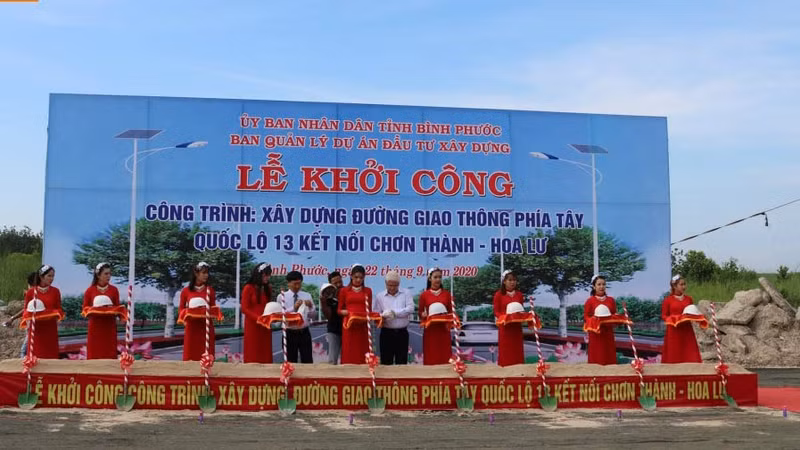 ỦY BAN NHÂN DÂN TỈNH BÌNH PHƯỚC
BAN QUẢN LÝ DỰ ÁN ĐẦU TƯ XÂY DỰNG
LỄ KHỞI CÔNG
CÔNG TRÌNH: XÂY DỰNG ĐƯỜNG GIAO THÔNG PHÍA TÂY
QUỐC LỘ 13 KẾT NỐI CHƠN THÀNH - HOA LƯ
Phước, ngày 22 tháng 9 năm 2020
LỄ KHỞI CÔNG CÔNG TRÌNH: XÂY DỰNG ĐƯỜNG GIAO THÔNG PHÍA TÂY QUỐC LỘ 13 KẾT NỐI CHƠN THÀNH - HOA LƯ